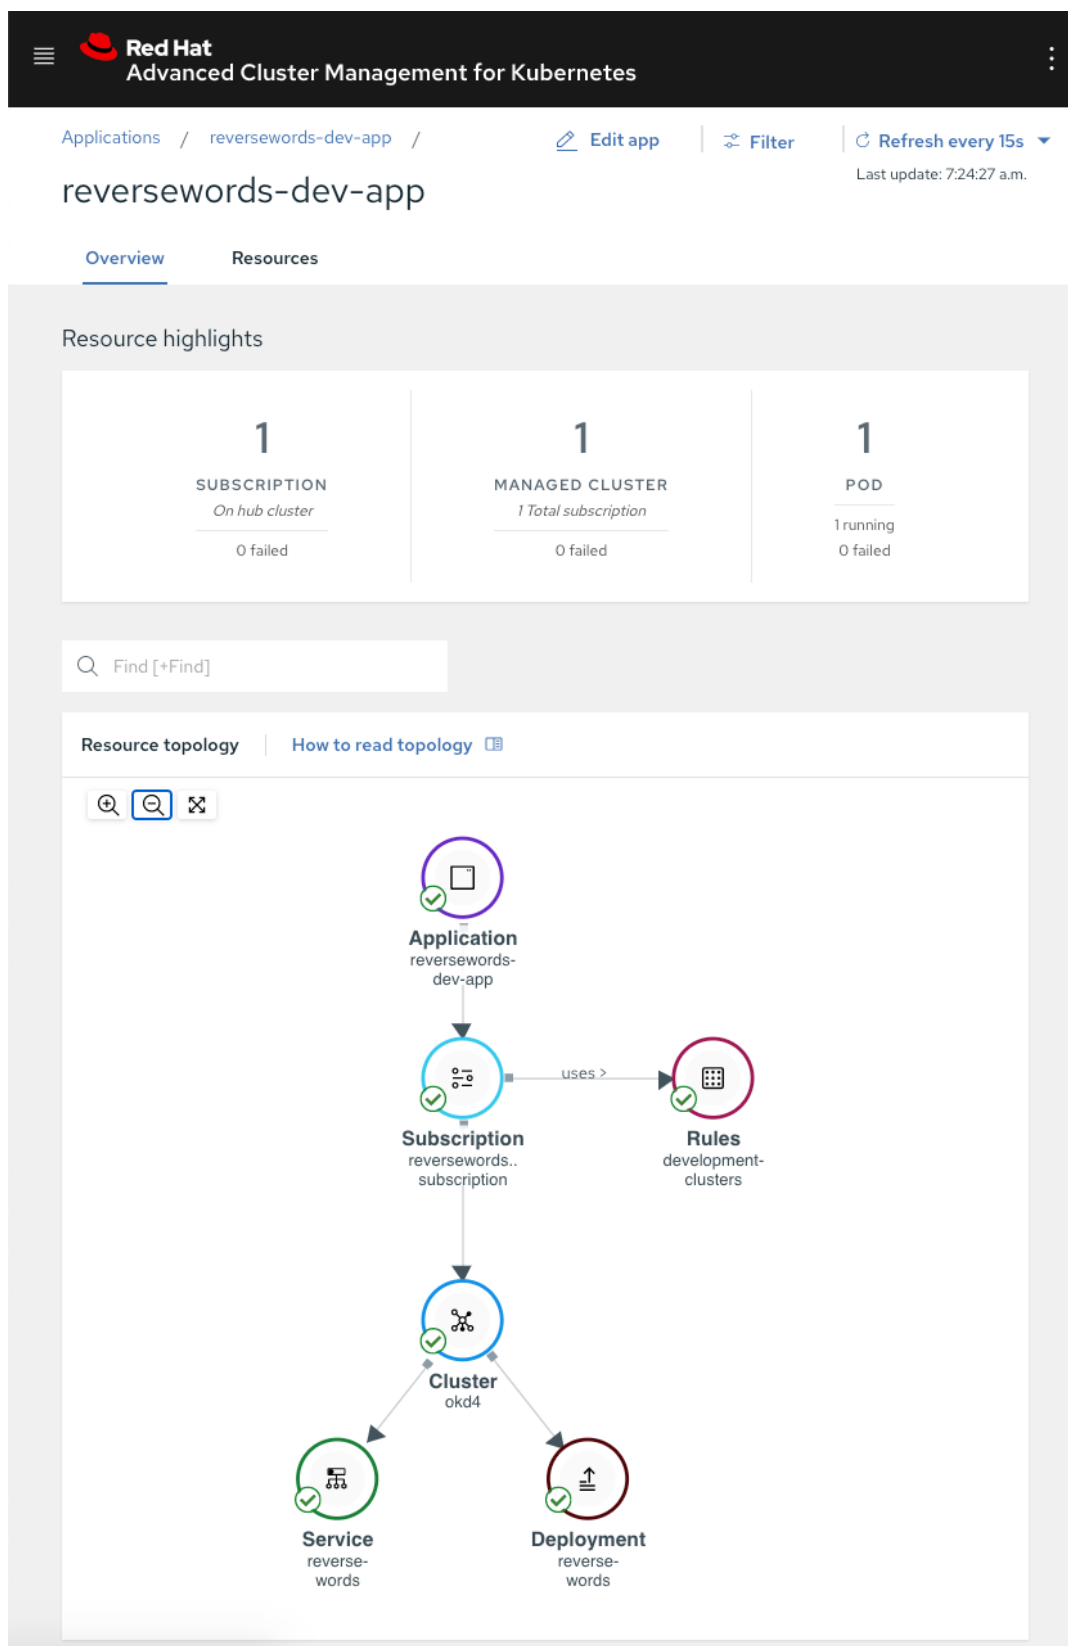 Red Hat
Advanced Cluster Management for Kubernetes
Applications / reversewords-dev-app /
Edit app
Filter
Refresh every 15s
Last update: 7:24:27 a.m.
reversewords-dev-app
Overview
Resources
Resource highlights
1
SUBSCRIPTION
On hub cluster
0 failed
1
MANAGED CLUSTER
1 Total subscription
0 failed
1
POD
1 running
0 failed
Find [+Find]
Resource topology
How to read topology
Application
reversewords-
dev-app
uses >
Subscription
reversewords..
subscription
Rules
development-
clusters
Cluster
okd4
Service
reverse-
words
Deployment
reverse-
words